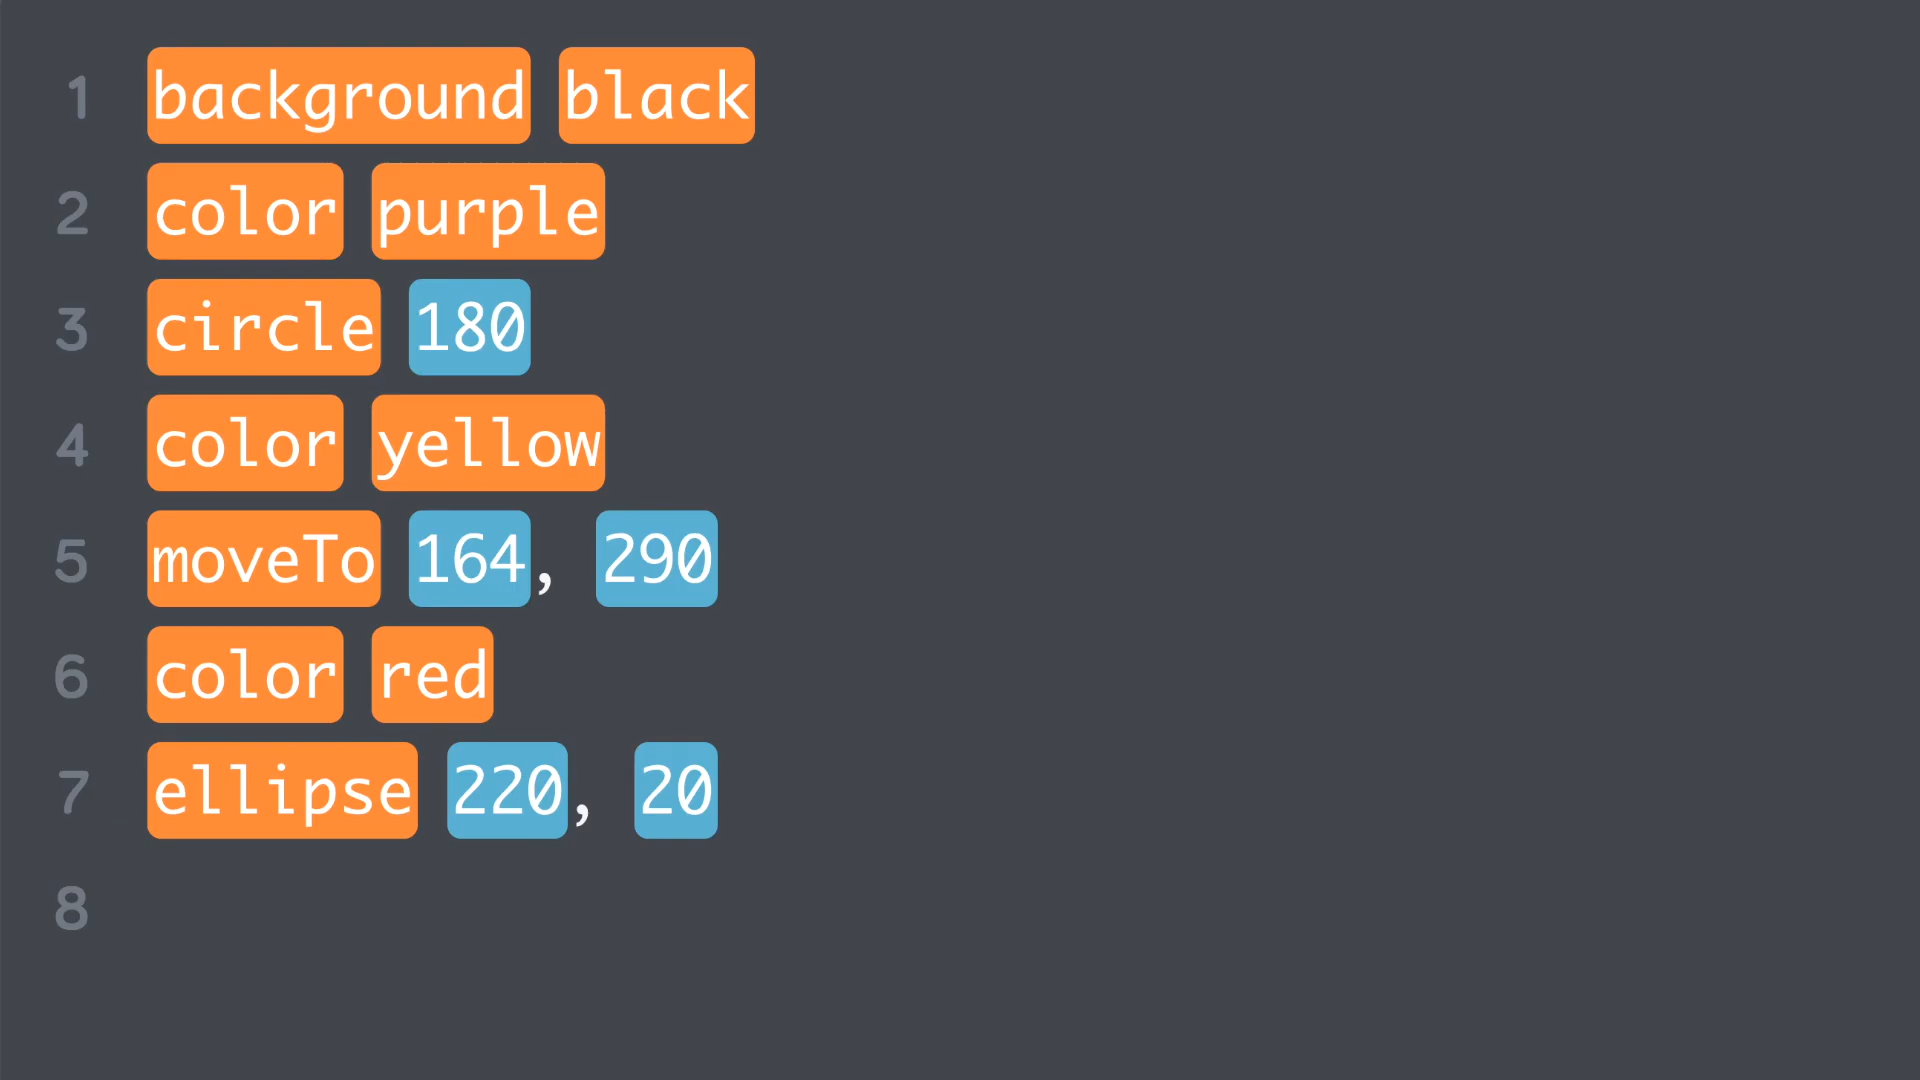 1 background black
2 color purple
3 circle 180
4 color yellow
5 moveTo 164, 290
6 color red
7 ellipse 220, 20
8